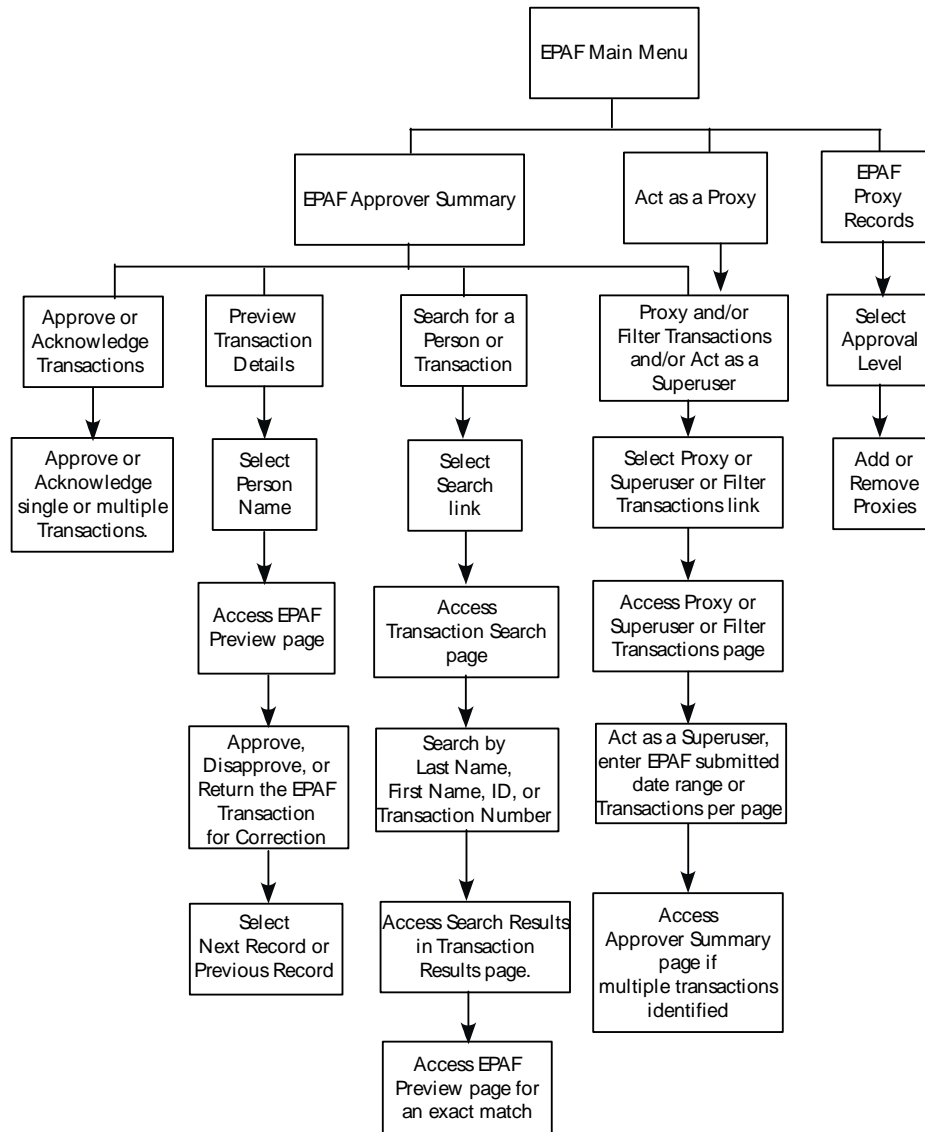 EPAF Main Menu
EPAF Approver Summary
Act as a Proxy
EPAF
Proxy
Records
Approve or
Acknowledge
Transactions
Preview
Transaction
Details
Search for a
Person or
Transaction
Proxy and/or
Filter Transactions
and/or Act as a
Superuser
Select
Approval
Level
Approve or
Acknowledge
single or multiple
Transactions.
Select
Person
Name
Select
Search
link
Select Proxy or
Superuser or Filter
Transactions link
Add or
Remove
Proxies
Access EPAF
Preview page
Access
Transaction Search
page
Access Proxy or
Superuser or Filter
Transactions page
Approve,
Disapprove, or
Return the EPAF
Transaction
for Correction
Search by
Last Name,
First Name, ID, or
Transaction Number
Act as a Superuser,
enter EPAF submitted
date range or
Transactions per page
Select
Next Record or
Previous Record
Access Search Results
in Transaction
Results page.
Access
Approver Summary
page if
multiple transactions
identified
Access EPAF
Preview page for
an exact match